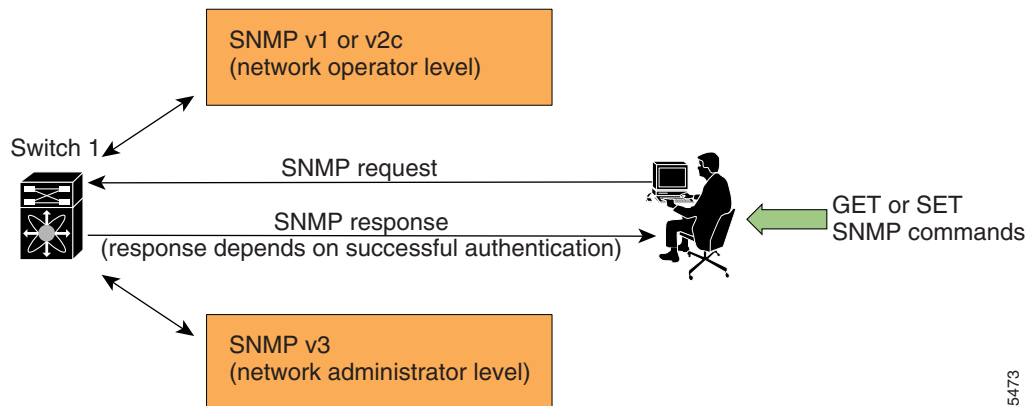 SNMP v1 or v2c
(network operator level)
Switch 1
SNMP request
GET or SET
SNMP commands
SNMP response
(response depends on successful authentication)
SNMP v3
(network administrator level)
5473